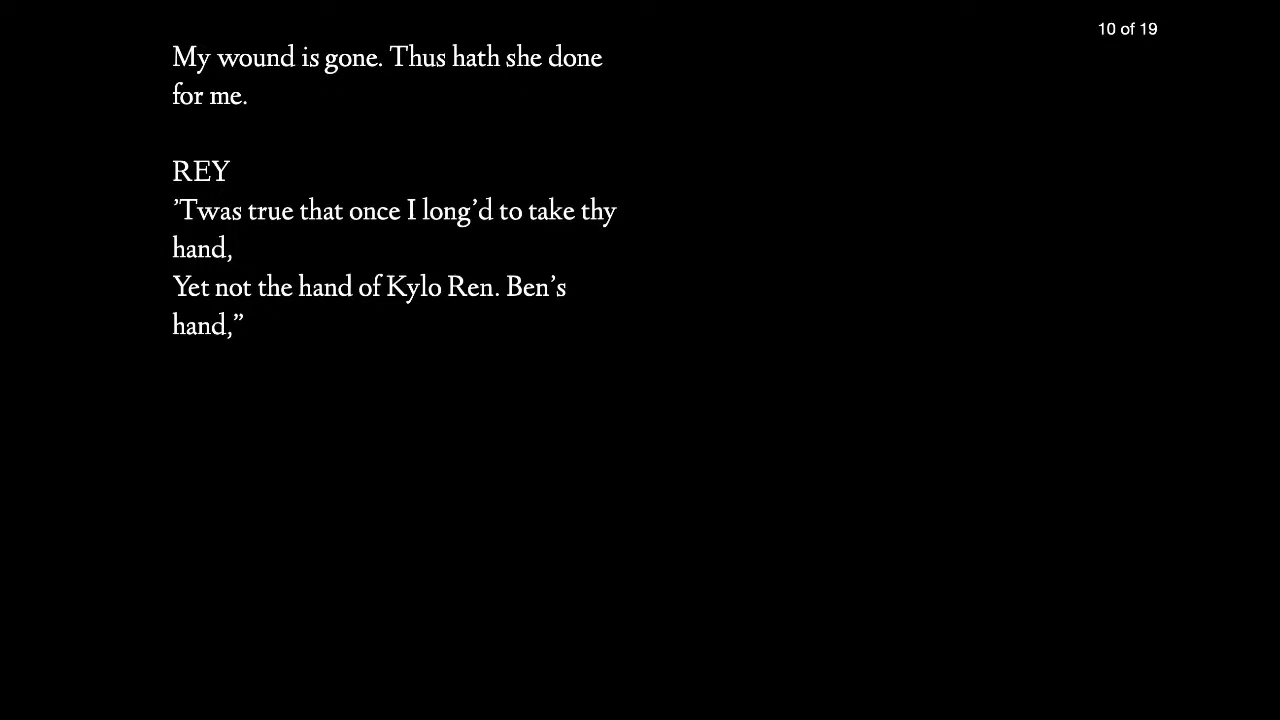 10 of 19
My wound is gone. Thus hath she done
for me.
REY
’Twas true that once I long’d to take thy
hand,
Yet not the hand of Kylo Ren. Ben’s
hand,”